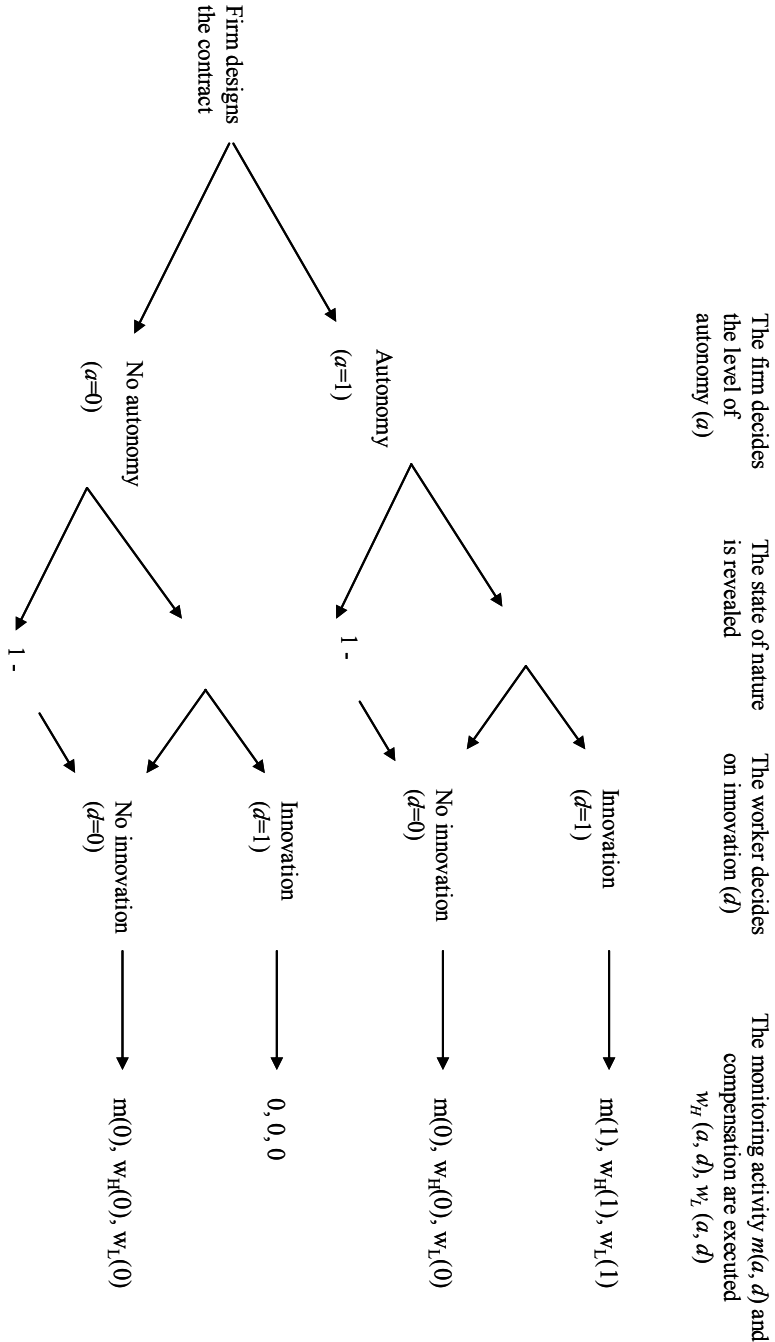 The firm decides
the level of
autonomy (a)
The state of nature
is revealed
The worker decides
on innovation (d)
The monitoring activity m(a, d) and
compensation are executed
w_H (a, d), w_L (a, d)
Firm designs
the contract
Autonomy
(a=1)
No autonomy
(a=0)
1 -
1 -
Innovation
(d=1)
No innovation
(d=0)
Innovation
(d=1)
No innovation
(d=0)
m(1), w_H(1), w_L(1)
m(0), w_H(0), w_L(0)
0, 0, 0
m(0), w_H(0), w_L(0)